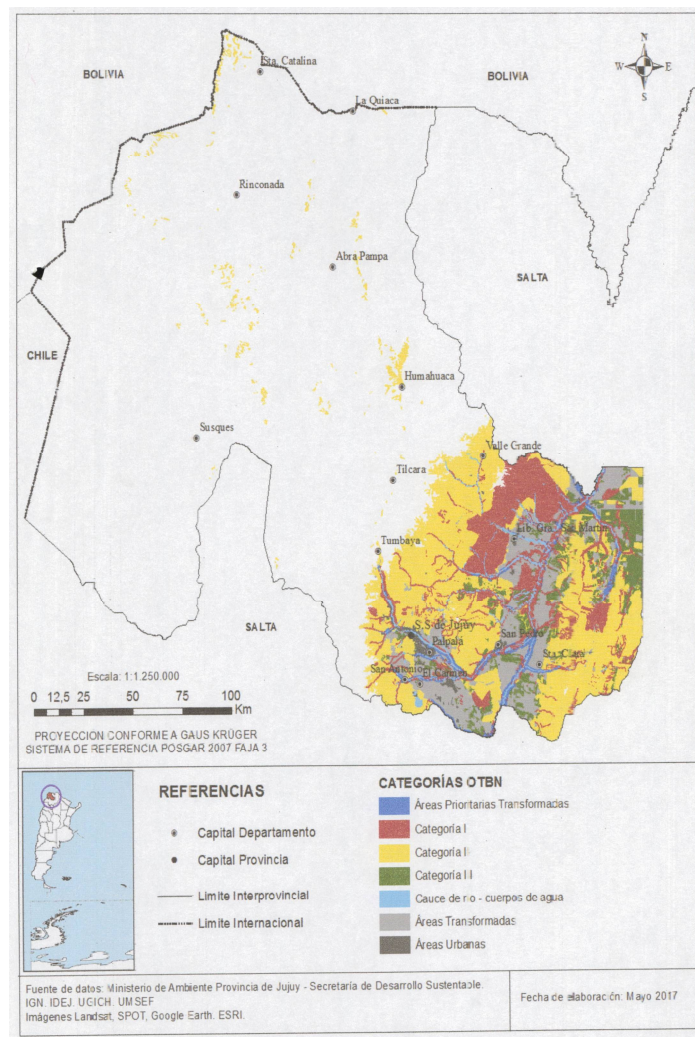 N
W E
S
BOLIVIA
BOLIVIA
Sta. Catalina
La Quiaca
Rinconada
Abra Pampa
SALTA
CHILE
Humahuaca
Susques
Valle Grande
Tilcara
Lib. Gral. San Martín
Tumbaya
S.S de Jujuy
SALTA
San Pedro
Palpalá
Sta. Clara
San Antonio
El Carmen
Escala: 1:1.250.000
0 12,5 25 50 75 100
Km
PROYECCION CONFORME A GAUS KRÜGER
SISTEMA DE REFERENCIA POSGAR 2007 FAJA 3
REFERENCIAS
Capital Departamento
Capital Provincia
Limite Interprovincial
Limite Internacional
CATEGORÍAS OTBN
Áreas Prioritarias Transformadas
Categoría I
Categoría II
Categoría III
Cauce de río - cuerpos de agua
Áreas Transformadas
Áreas Urbanas
Fuente de datos: Ministerio de Ambiente Provincia de Jujuy - Secretaría de Desarrollo Sustentable.
IGN. IDEJ. UGICH. UMSEF
Imágenes Landsat, SPOT, Google Earth. ESRI.
Fecha de elaboración: Mayo 2017